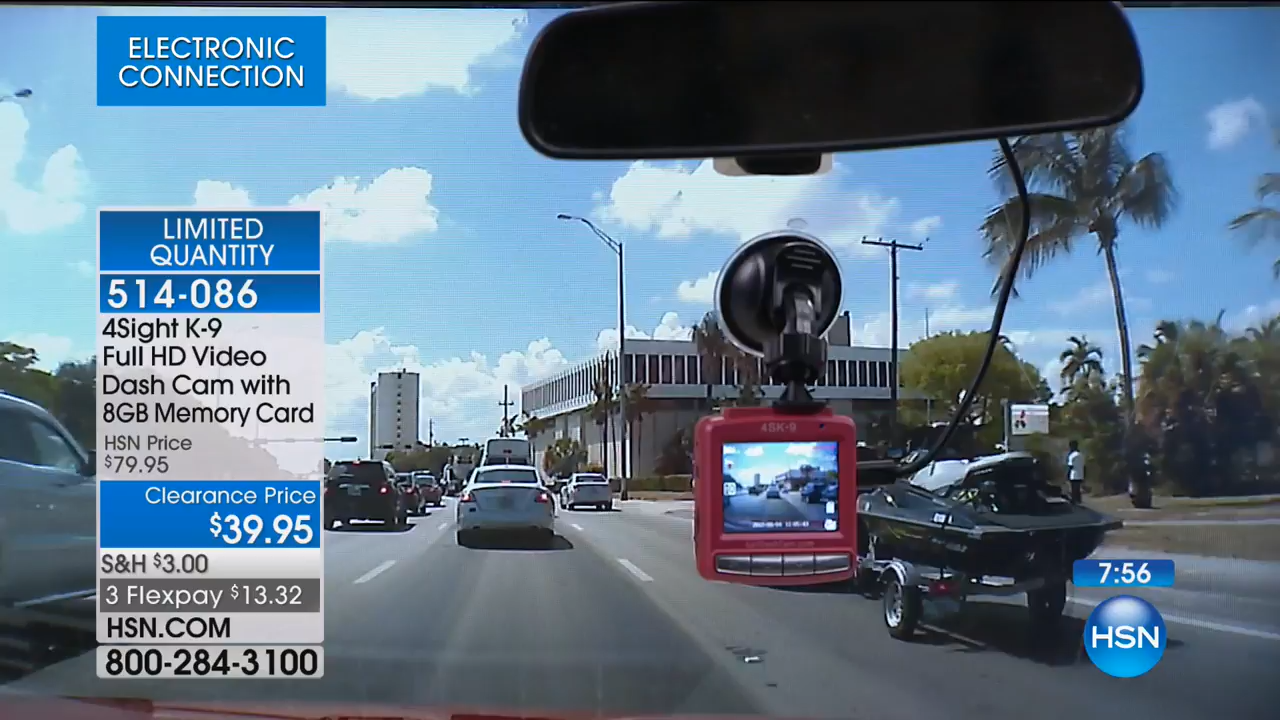 ELECTRONIC
CONNECTION
LIMITED
QUANTITY
514-086
4Sight K-9
Full HD Video
Dash Cam with
8GB Memory Card
HSN Price
$79.95
Clearance Price
$39.95
S&H $3.00
3 Flexpay $13.32
HSN.COM
800-284-3100
4SK-9
7:56
HSN